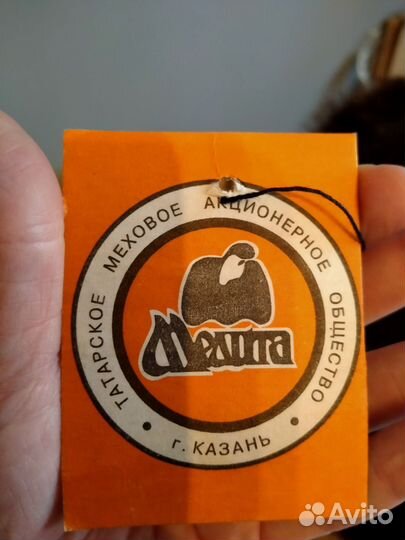 ТАТАРСКОЕ МЕХОВОЕ АКЦИОНЕРНОЕ ОБЩЕСТВО
Мелита
• г. КАЗАНЬ •
Avito